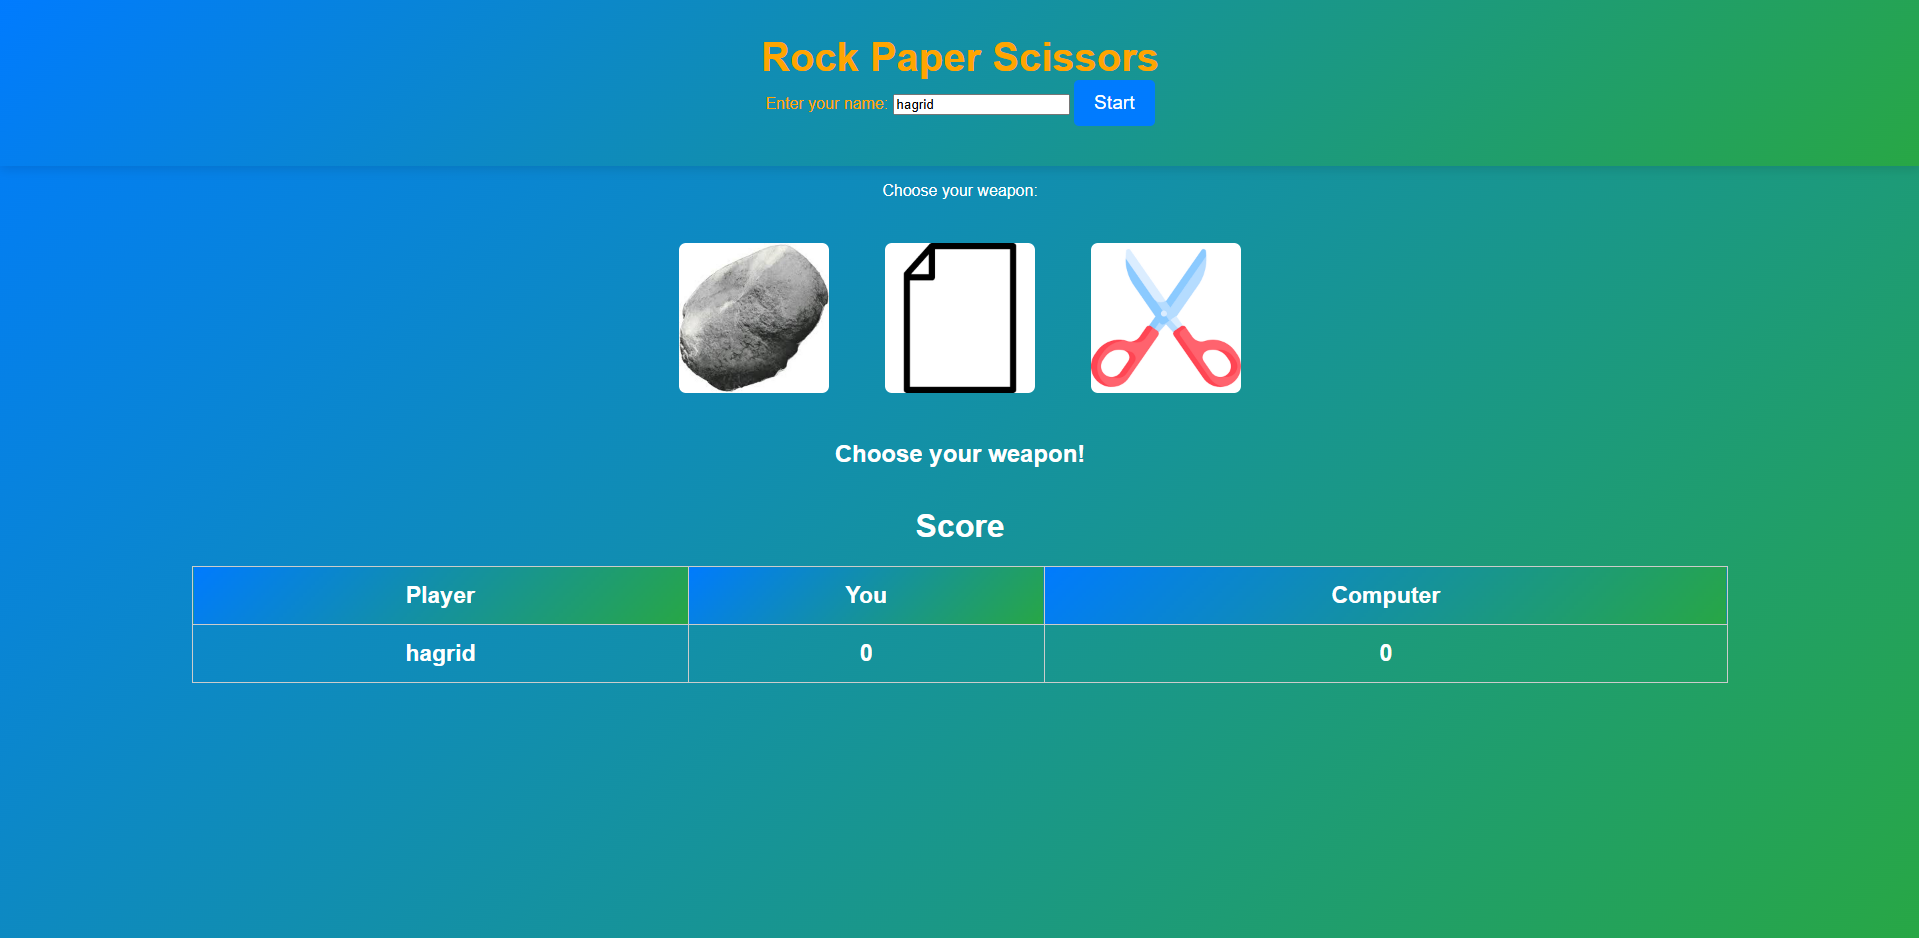 Rock Paper Scissors
Enter your name: hagrid Start
Choose your weapon:
Choose your weapon!
Score
Player You Computer
hagrid 0 0